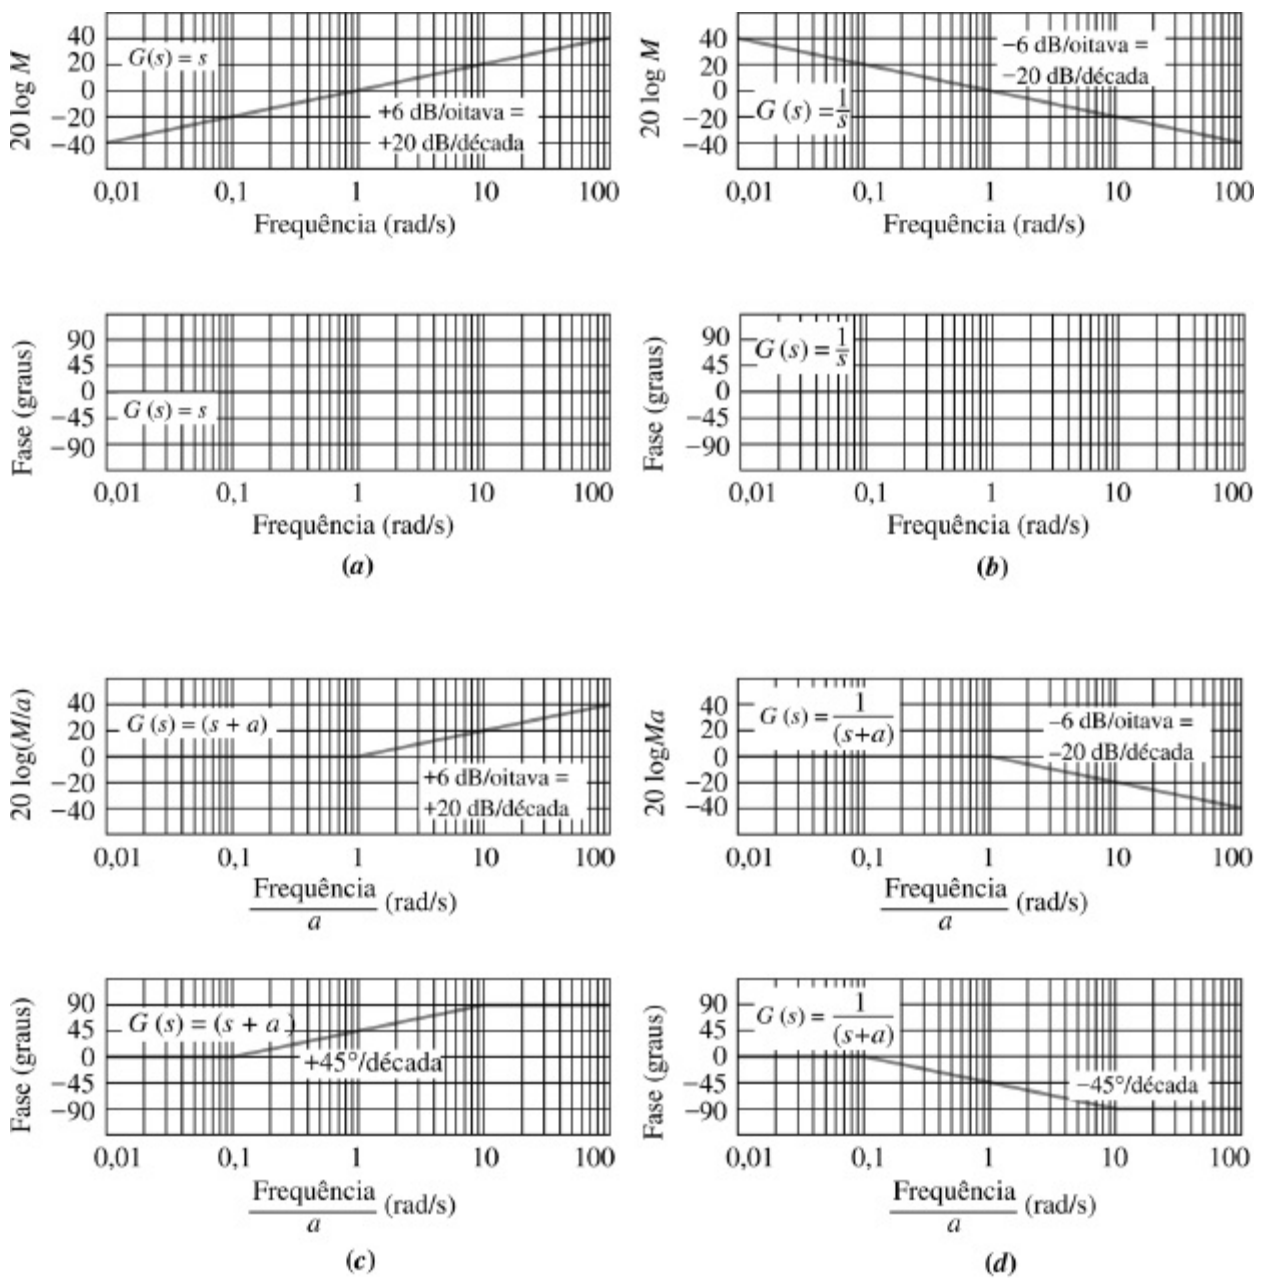 20 log M
40
20
0
−20
−40
G(s) = s
+6 dB/oitava =
+20 dB/década
0,01 0,1 1 10 100
Frequência (rad/s)
20 log M
40
20
0
−20
−40
G (s) = 1/s
−6 dB/oitava =
−20 dB/década
0,01 0,1 1 10 100
Frequência (rad/s)
Fase (graus)
90
45
0
−45
−90
G (s) = s
0,01 0,1 1 10 100
Frequência (rad/s)
(a)
Fase (graus)
90
45
0
−45
−90
G (s) = 1/s
0,01 0,1 1 10 100
Frequência (rad/s)
(b)
20 log(M/a)
40
20
0
−20
−40
G (s) = (s + a)
+6 dB/oitava =
+20 dB/década
0,01 0,1 1 10 100
Frequência/a (rad/s)
20 logMa
40
20
0
−20
−40
G (s) = 1/(s+a)
−6 dB/oitava =
−20 dB/década
0,01 0,1 1 10 100
Frequência/a (rad/s)
Fase (graus)
90
45
0
−45
−90
G (s) = (s + a )
+45°/década
0,01 0,1 1 10 100
Frequência/a (rad/s)
(c)
Fase (graus)
90
45
0
−45
−90
G (s) = 1/(s+a)
−45°/década
0,01 0,1 1 10 100
Frequência/a (rad/s)
(d)